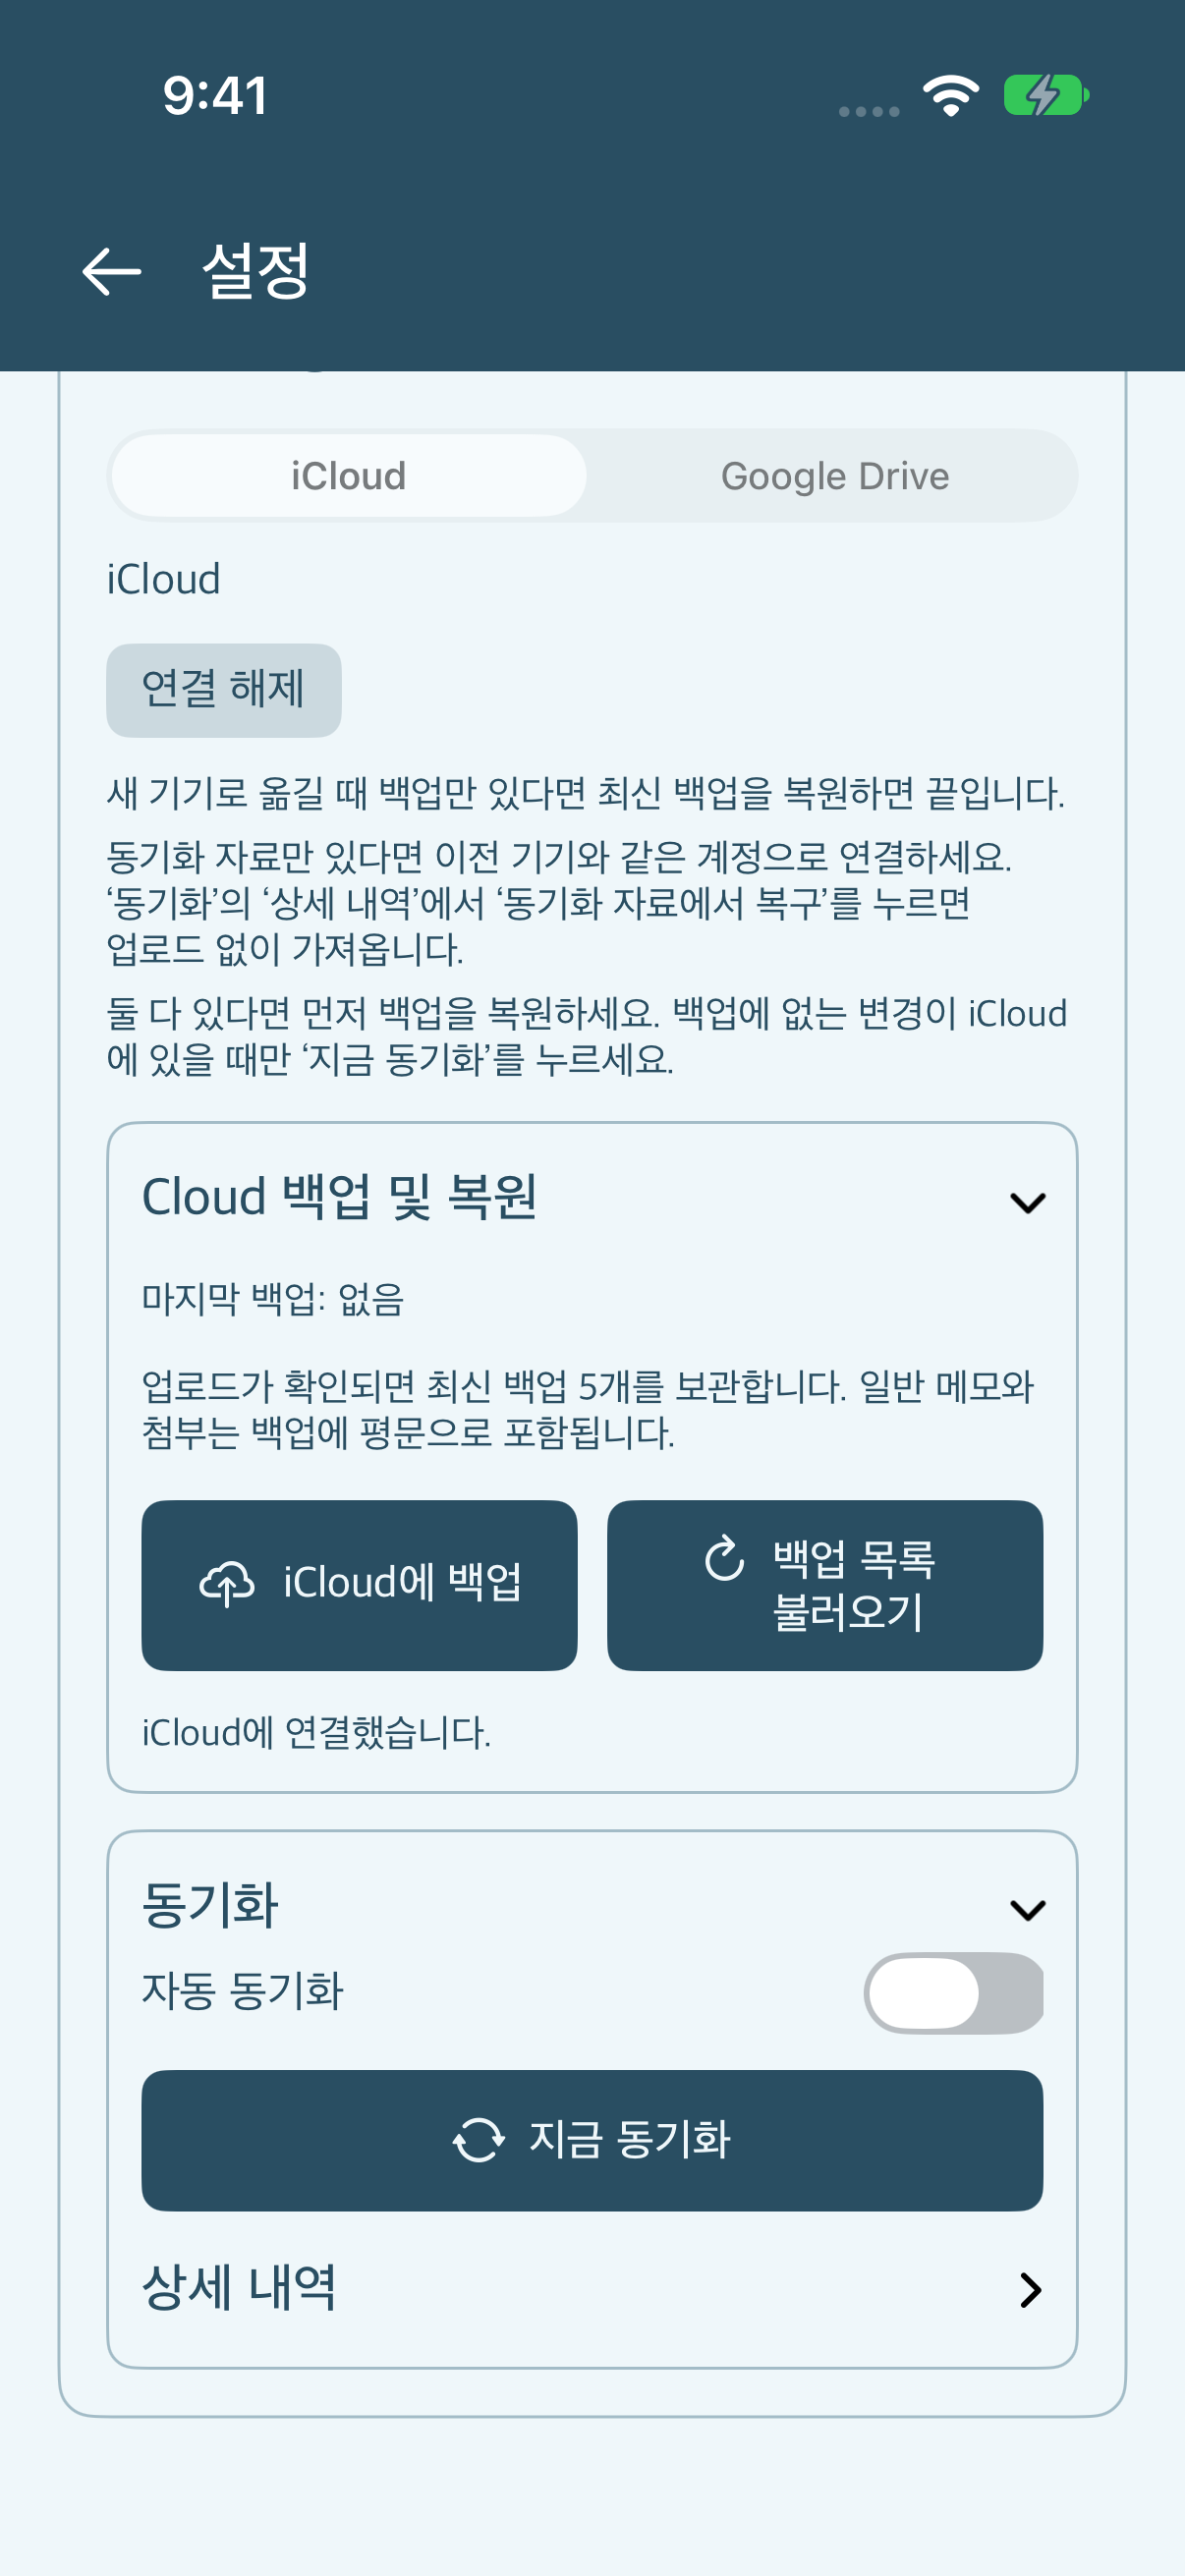 9:41
설정
iCloud
Google Drive
iCloud
연결 해제
새 기기로 옮길 때 백업만 있다면 최신 백업을 복원하면 끝입니다.
동기화 자료만 있다면 이전 기기와 같은 계정으로 연결하세요.
‘동기화’의 ‘상세 내역’에서 ‘동기화 자료에서 복구’를 누르면
업로드 없이 가져옵니다.
둘 다 있다면 먼저 백업을 복원하세요. 백업에 없는 변경이 iCloud
에 있을 때만 ‘지금 동기화’를 누르세요.
Cloud 백업 및 복원
마지막 백업: 없음
업로드가 확인되면 최신 백업 5개를 보관합니다. 일반 메모와
첨부는 백업에 평문으로 포함됩니다.
iCloud에 백업
백업 목록
불러오기
iCloud에 연결했습니다.
동기화
자동 동기화
지금 동기화
상세 내역